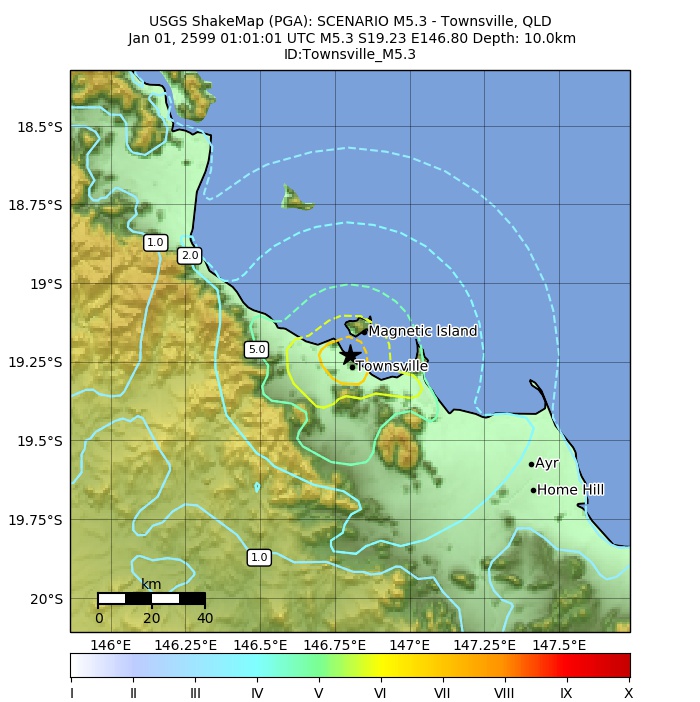 USGS ShakeMap (PGA): SCENARIO M5.3 - Townsville, QLD
Jan 01, 2599 01:01:01 UTC M5.3 S19.23 E146.80 Depth: 10.0km
ID:Townsville_M5.3
18.5°S
18.75°S
1.0
2.0
19°S
Magnetic Island
5.0
19.25°S
Townsville
19.5°S
Ayr
Home Hill
19.75°S
1.0
km
20°S
0 20 40
146°E 146.25°E 146.5°E 146.75°E 147°E 147.25°E 147.5°E
I II III IV V VI VII VIII IX X